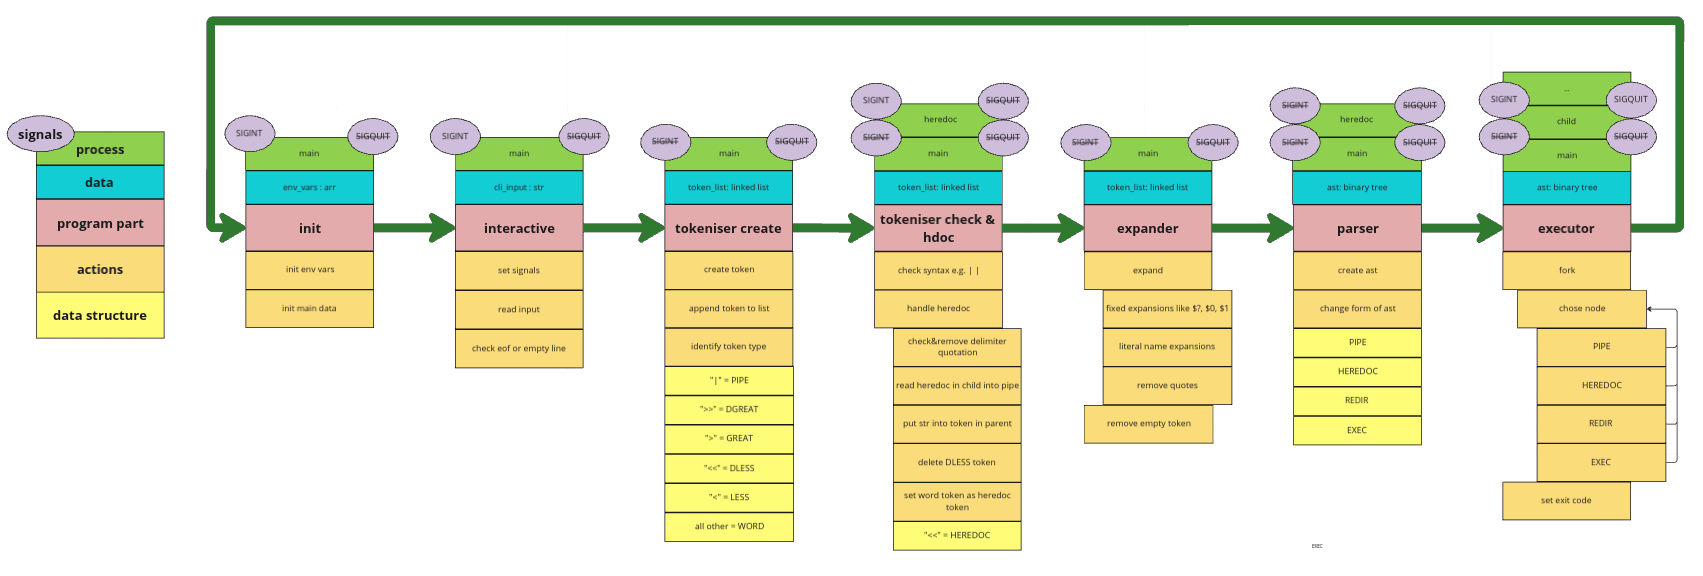 signals
process
data
program part
actions
data structure
SIGINT
SIGQUIT
main
env_vars : arr
init
init env vars
init main data
SIGINT
SIGQUIT
main
cli_input : str
interactive
set signals
read input
check eof or empty line
SIGINT
SIGQUIT
main
token_list: linked list
tokeniser create
create token
append token to list
identify token type
"|" = PIPE
">>" = DGREAT
">" = GREAT
"<<" = DLESS
"<" = LESS
all other = WORD
SIGINT
SIGQUIT
heredoc
SIGINT
SIGQUIT
main
token_list: linked list
tokeniser check &
hdoc
check syntax e.g. | |
handle heredoc
check&remove delimiter
quotation
read heredoc in child into pipe
put str into token in parent
delete DLESS token
set word token as heredoc
token
"<<" = HEREDOC
SIGINT
SIGQUIT
main
token_list: linked list
expander
expand
fixed expansions like $?, $0, $1
literal name expansions
remove quotes
remove empty token
SIGINT
SIGQUIT
heredoc
SIGINT
SIGQUIT
main
ast: binary tree
parser
create ast
change form of ast
PIPE
HEREDOC
REDIR
EXEC
EXEC
...
SIGINT
SIGQUIT
child
SIGINT
SIGQUIT
main
ast: binary tree
executor
fork
chose node
PIPE
HEREDOC
REDIR
EXEC
set exit code